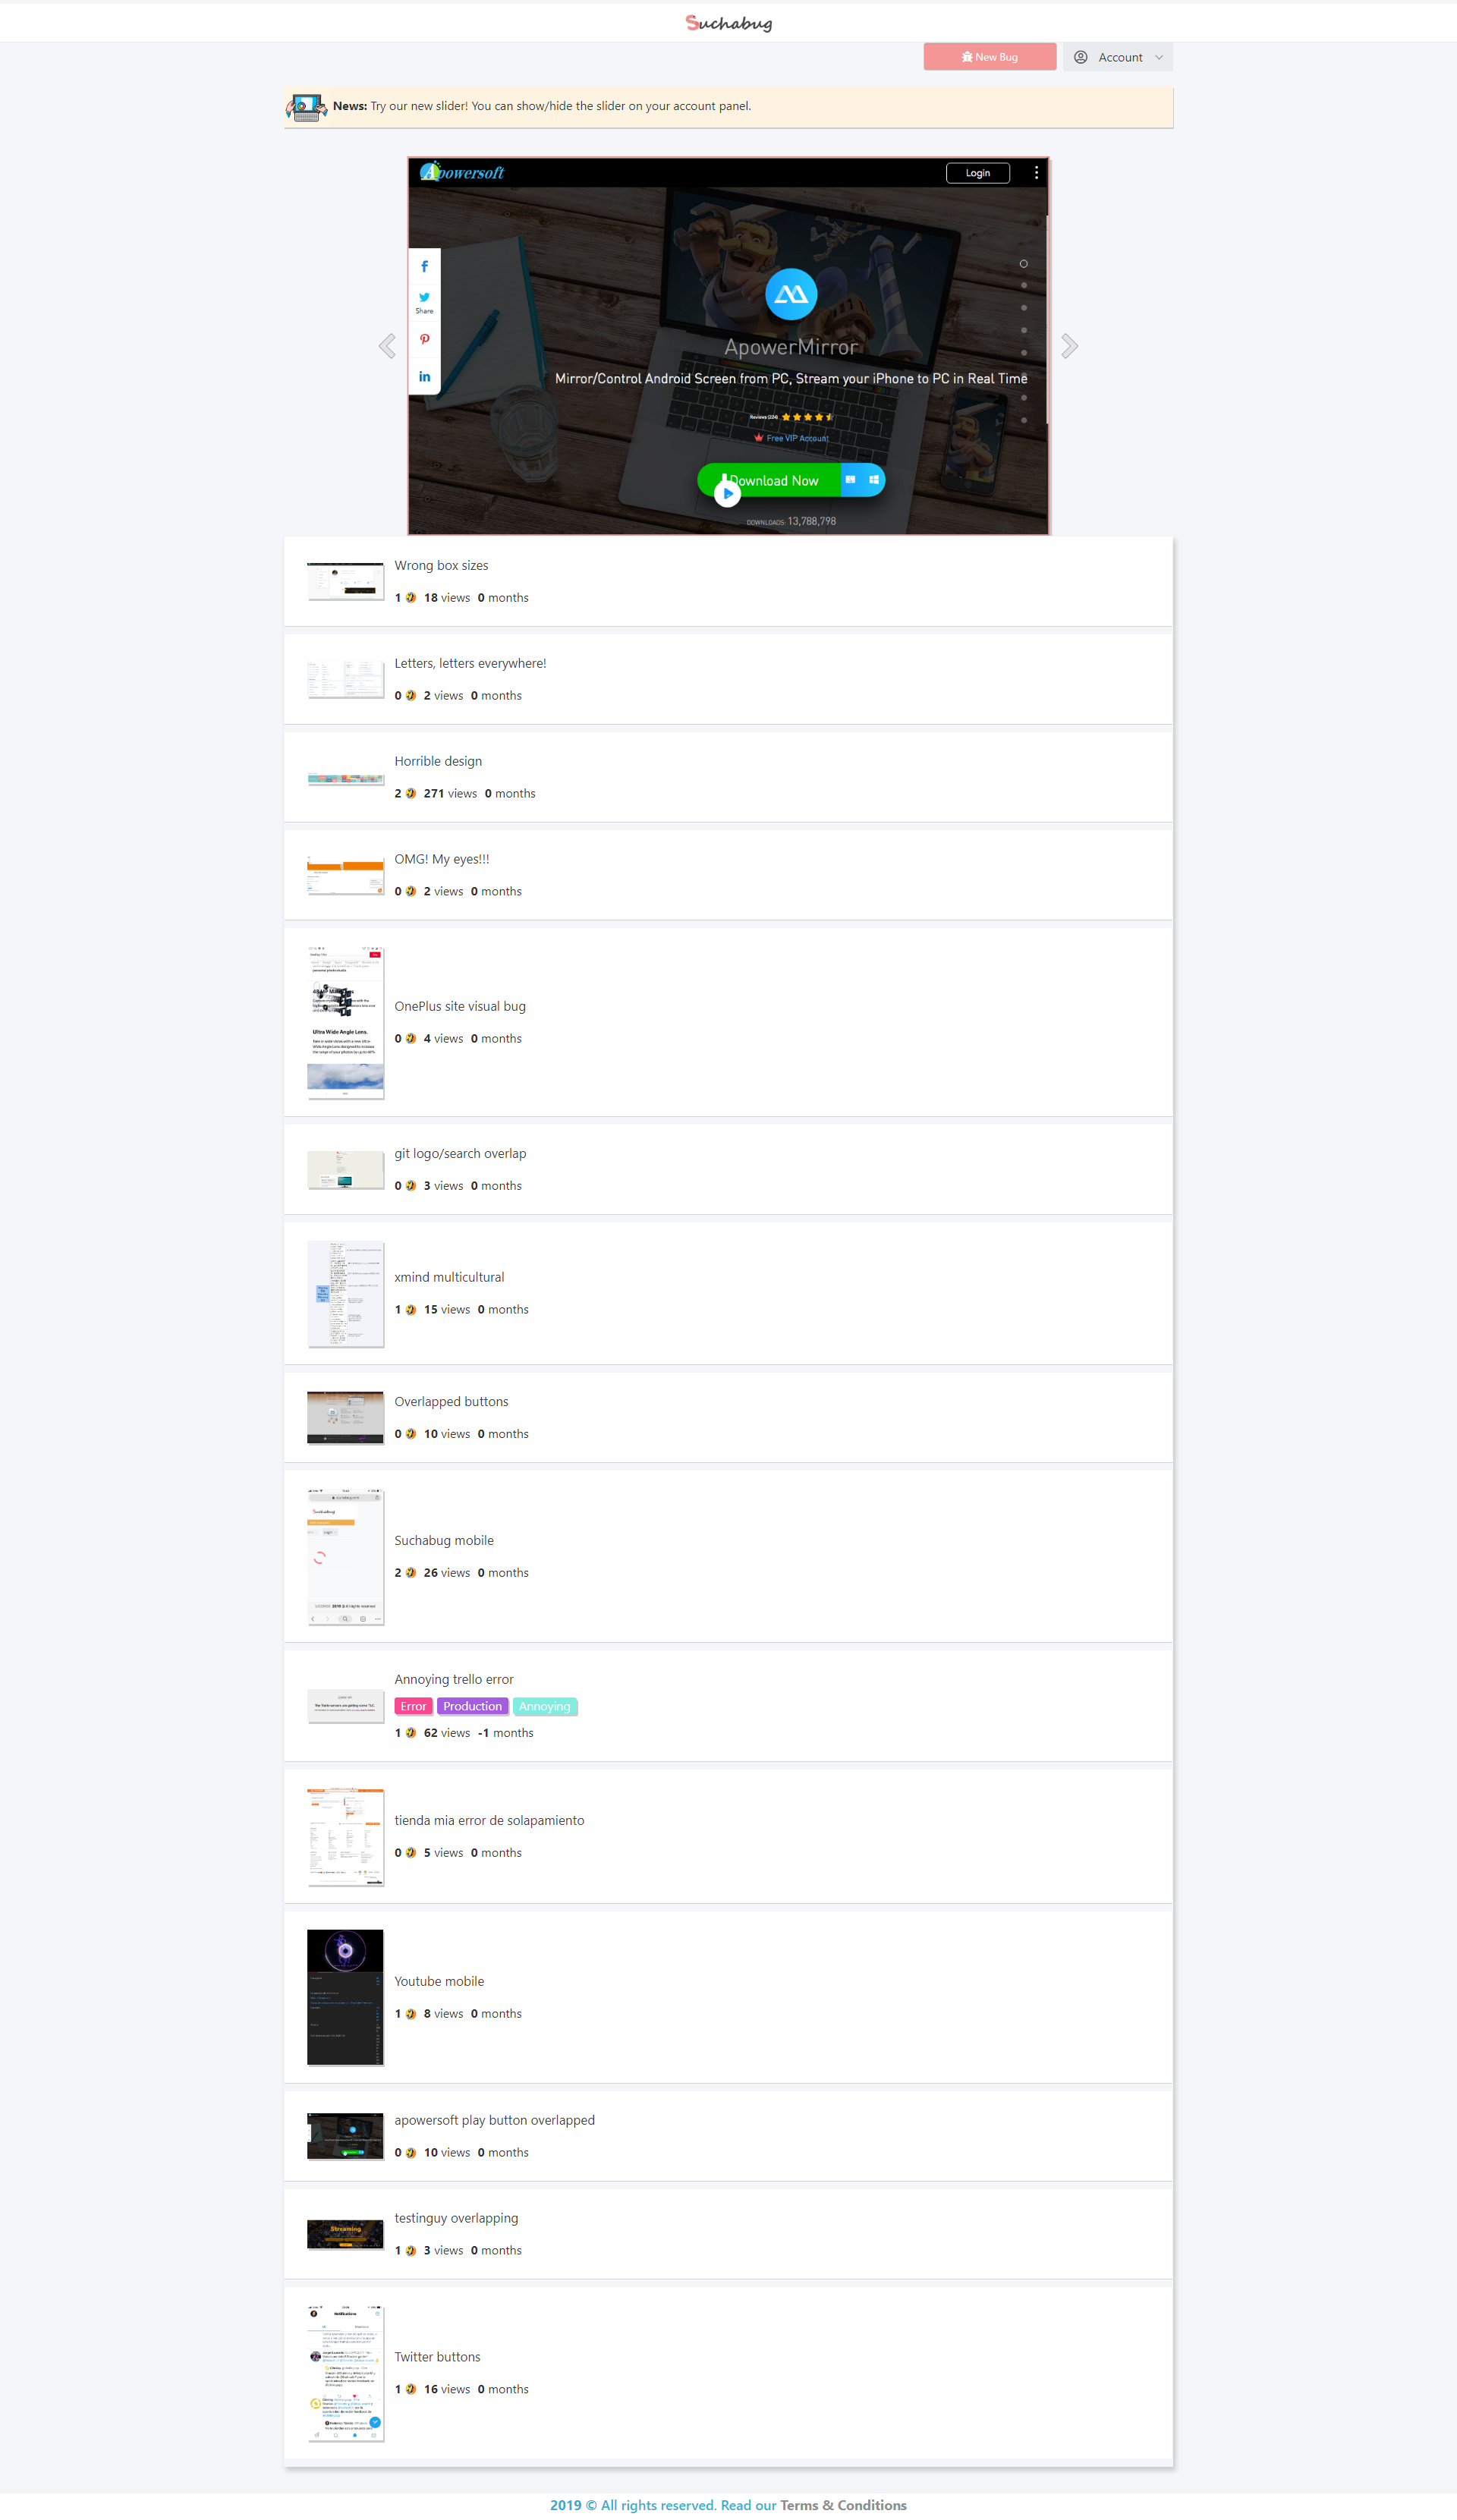 Suchabug
New Bug
Account
News: Try our new slider! You can show/hide the slider on your account panel.
Apowersoft
Login
Share
ApowerMirror
Mirror/Control Android Screen from PC, Stream your iPhone to PC in Real Time
Reviews (224)
Free VIP Account
Download Now
DOWNLOADS: 13,788,798
Wrong box sizes
1 🤣 18 views 0 months
Letters, letters everywhere!
0 🤣 2 views 0 months
Horrible design
2 🤣 271 views 0 months
OMG! My eyes!!!
0 🤣 2 views 0 months
Ultra Wide Angle Lens.
OnePlus site visual bug
0 🤣 4 views 0 months
git logo/search overlap
0 🤣 3 views 0 months
xmind multicultural
1 🤣 15 views 0 months
Overlapped buttons
0 🤣 10 views 0 months
Suchabug
Login
Suchabug mobile
2 🤣 26 views 0 months
Annoying trello error
Error Production Annoying
1 🤣 62 views -1 months
tienda mia error de solapamiento
0 🤣 5 views 0 months
Youtube mobile
1 🤣 8 views 0 months
apowersoft play button overlapped
0 🤣 10 views 0 months
Streaming
testinguy overlapping
1 🤣 3 views 0 months
Notifications
Twitter buttons
1 🤣 16 views 0 months
2019 © All rights reserved. Read our Terms & Conditions